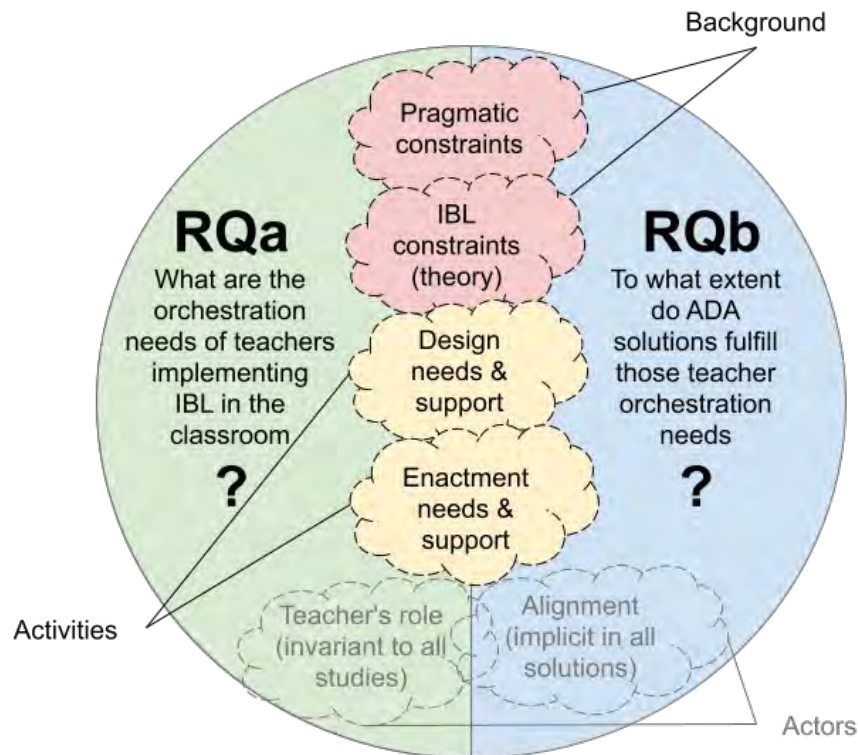 Background
Pragmatic
constraints
IBL
constraints
(theory)
RQa
What are the
orchestration
needs of teachers
implementing
IBL in the
classroom
?
RQb
To what extent
do ADA
solutions fulfill
those teacher
orchestration
needs
?
Design
needs &
support
Enactment
needs &
support
Activities
Teacher's role
(invariant to all
studies)
Alignment
(implicit in all
solutions)
Actors